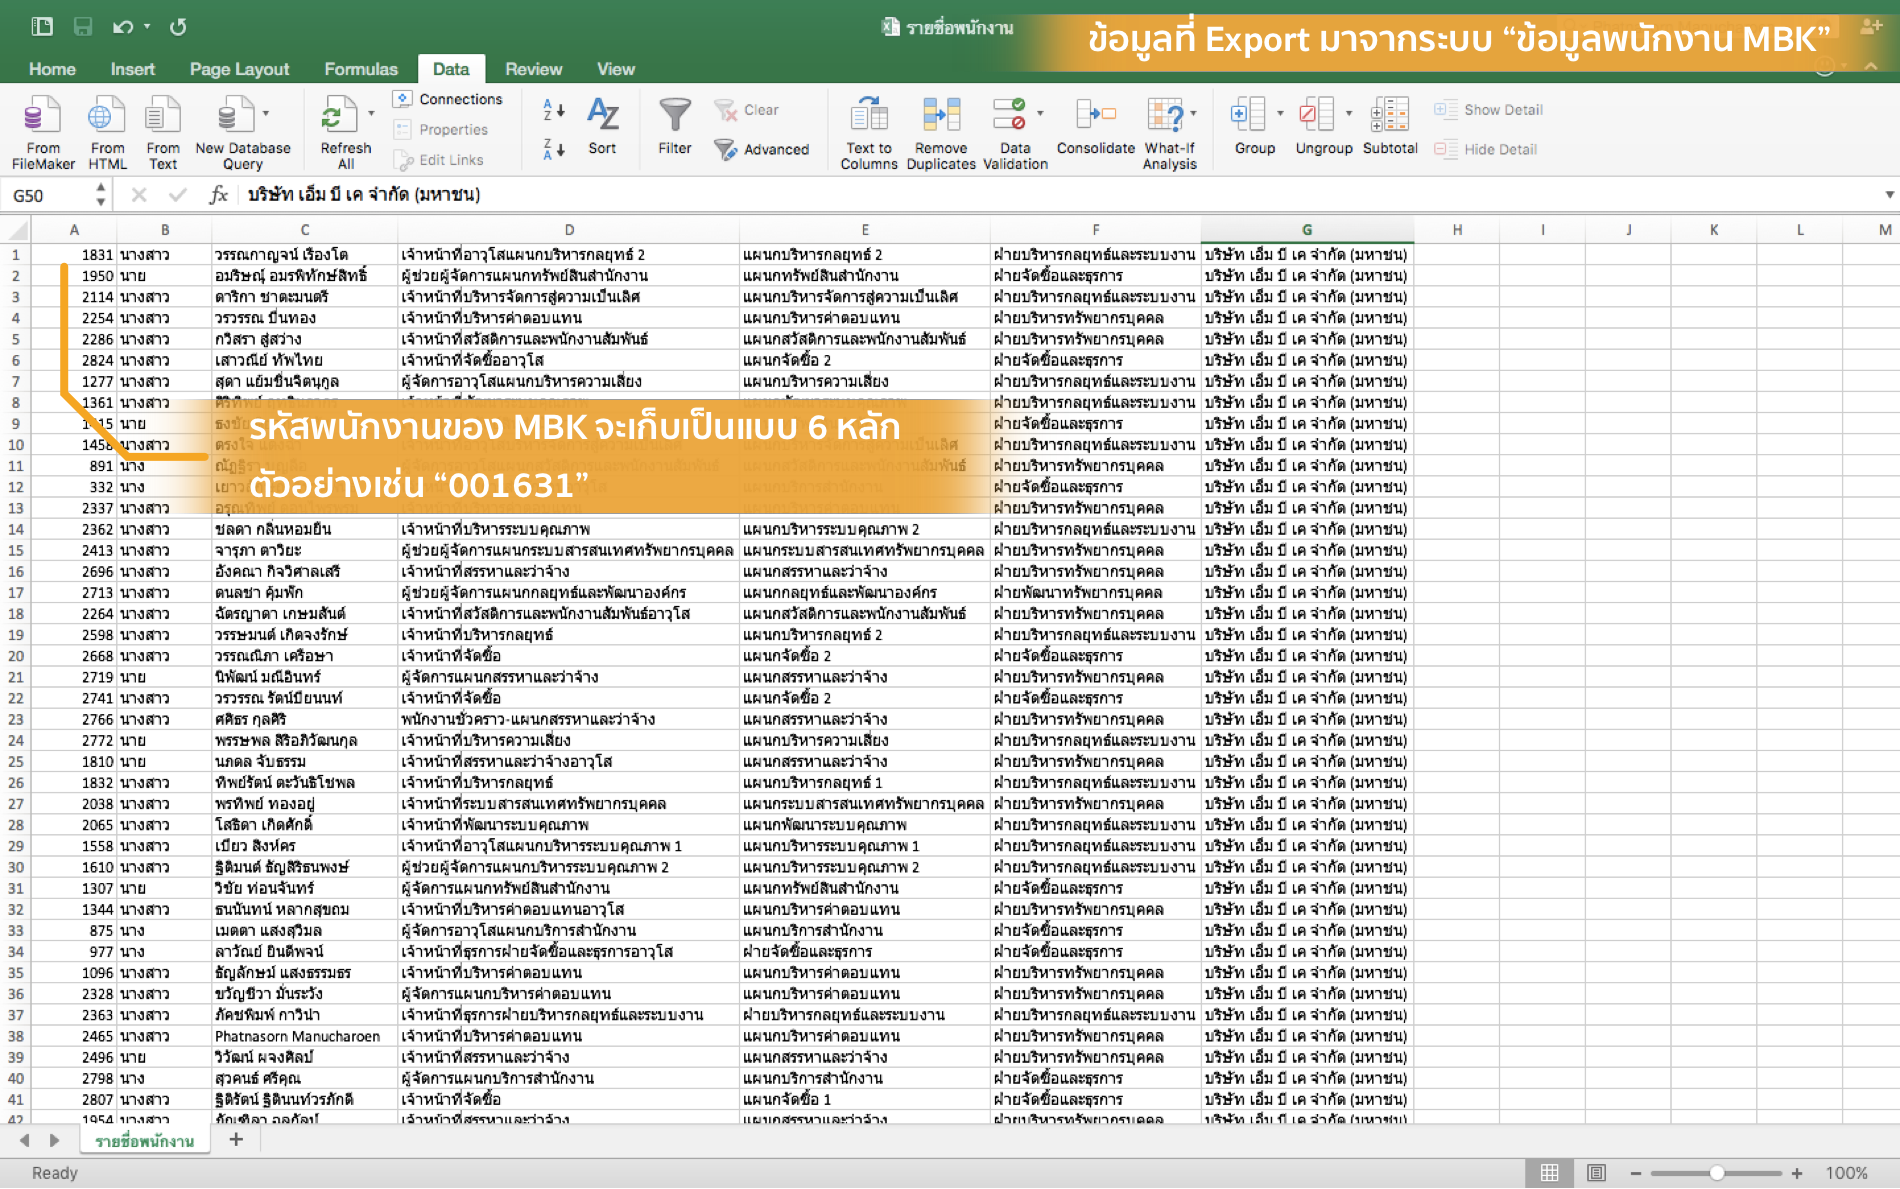 รายชื่อพนักงาน
ข้อมูลที่ Export มาจากระบบ “ข้อมูลพนักงาน MBK”
Home Insert Page Layout Formulas Data Review View
From FileMaker
From HTML
From Text
New Database Query
Refresh All
Connections
Properties
Edit Links
A Z
Z A
Sort
Filter
Clear
Advanced
Text to Columns
Remove Duplicates
Data Validation
Consolidate
What-If Analysis
Group
Ungroup
Subtotal
Show Detail
Hide Detail
G50 fx บริษัท เอ็ม บี เค จำกัด (มหาชน)
A B C D E F G H I J K L M
1 1831 นางสาว วรรณกาญจน์ เรืองโต เจ้าหน้าที่อาวุโสแผนกบริหารกลยุทธ์ 2 แผนกบริหารกลยุทธ์ 2 ฝ่ายบริหารกลยุทธ์และระบบงาน บริษัท เอ็ม บี เค จำกัด (มหาชน)
2 1950 นาย อมริษณุ์ อมรพิทักษ์สิทธิ์ ผู้ช่วยผู้จัดการแผนกทรัพย์สินสำนักงาน แผนกทรัพย์สินสำนักงาน ฝ่ายจัดซื้อและธุรการ บริษัท เอ็ม บี เค จำกัด (มหาชน)
3 2114 นางสาว ดาริกา ชาตะมนตรี เจ้าหน้าที่บริหารจัดการสู่ความเป็นเลิศ แผนกบริหารจัดการสู่ความเป็นเลิศ ฝ่ายบริหารกลยุทธ์และระบบงาน บริษัท เอ็ม บี เค จำกัด (มหาชน)
4 2254 นางสาว วรวรรณ ปิ่นทอง เจ้าหน้าที่บริหารค่าตอบแทน แผนกบริหารค่าตอบแทน ฝ่ายบริหารทรัพยากรบุคคล บริษัท เอ็ม บี เค จำกัด (มหาชน)
5 2286 นางสาว กวิสรา สู่สว่าง เจ้าหน้าที่สวัสดิการและพนักงานสัมพันธ์ แผนกสวัสดิการและพนักงานสัมพันธ์ ฝ่ายบริหารทรัพยากรบุคคล บริษัท เอ็ม บี เค จำกัด (มหาชน)
6 2824 นางสาว เสาวณีย์ ทัพไทย เจ้าหน้าที่จัดซื้ออาวุโส แผนกจัดซื้อ 2 ฝ่ายจัดซื้อและธุรการ บริษัท เอ็ม บี เค จำกัด (มหาชน)
7 1277 นางสาว สุดา แย้มชื่นจิตนุกูล ผู้จัดการอาวุโสแผนกบริหารความเสี่ยง แผนกบริหารความเสี่ยง ฝ่ายบริหารกลยุทธ์และระบบงาน บริษัท เอ็ม บี เค จำกัด (มหาชน)
8 1361 นางสาว ฝ่ายบริหารกลยุทธ์และระบบงาน บริษัท เอ็ม บี เค จำกัด (มหาชน)
9 นาย ฝ่ายจัดซื้อและธุรการ บริษัท เอ็ม บี เค จำกัด (มหาชน)
10 1458 นางสาว ฝ่ายบริหารกลยุทธ์และระบบงาน บริษัท เอ็ม บี เค จำกัด (มหาชน)
11 891 นาง ฝ่ายบริหารทรัพยากรบุคคล บริษัท เอ็ม บี เค จำกัด (มหาชน)
12 332 นาง ฝ่ายจัดซื้อและธุรการ บริษัท เอ็ม บี เค จำกัด (มหาชน)
13 2337 นางสาว ฝ่ายบริหารทรัพยากรบุคคล บริษัท เอ็ม บี เค จำกัด (มหาชน)
รหัสพนักงานของ MBK จะเก็บเป็นแบบ 6 หลัก
ตัวอย่างเช่น “001631”
14 2362 นางสาว ชลดา กลิ่นหอมยืน เจ้าหน้าที่บริหารระบบคุณภาพ แผนกบริหารระบบคุณภาพ 2 ฝ่ายบริหารกลยุทธ์และระบบงาน บริษัท เอ็ม บี เค จำกัด (มหาชน)
15 2413 นางสาว จารุภา ตาวิยะ ผู้ช่วยผู้จัดการแผนกระบบสารสนเทศทรัพยากรบุคคล แผนกระบบสารสนเทศทรัพยากรบุคคล ฝ่ายบริหารทรัพยากรบุคคล บริษัท เอ็ม บี เค จำกัด (มหาชน)
16 2696 นางสาว อังคณา กิจวิศาลเสรี เจ้าหน้าที่สรรหาและว่าจ้าง แผนกสรรหาและว่าจ้าง ฝ่ายบริหารทรัพยากรบุคคล บริษัท เอ็ม บี เค จำกัด (มหาชน)
17 2713 นางสาว ดนลชา คุ้มพัก ผู้ช่วยผู้จัดการแผนกกลยุทธ์และพัฒนาองค์กร แผนกกลยุทธ์และพัฒนาองค์กร ฝ่ายพัฒนาทรัพยากรบุคคล บริษัท เอ็ม บี เค จำกัด (มหาชน)
18 2264 นางสาว ฉัตรญาดา เกษมสันต์ เจ้าหน้าที่สวัสดิการและพนักงานสัมพันธ์อาวุโส แผนกสวัสดิการและพนักงานสัมพันธ์ ฝ่ายบริหารทรัพยากรบุคคล บริษัท เอ็ม บี เค จำกัด (มหาชน)
19 2598 นางสาว วรรษมนต์ เกิดจงรักษ์ เจ้าหน้าที่บริหารกลยุทธ์ แผนกบริหารกลยุทธ์ 2 ฝ่ายบริหารกลยุทธ์และระบบงาน บริษัท เอ็ม บี เค จำกัด (มหาชน)
20 2668 นางสาว วรรณณิภา เครือษา เจ้าหน้าที่จัดซื้อ แผนกจัดซื้อ 2 ฝ่ายจัดซื้อและธุรการ บริษัท เอ็ม บี เค จำกัด (มหาชน)
21 2719 นาย นิพัฒน์ มณีอินทร์ ผู้จัดการแผนกสรรหาและว่าจ้าง แผนกสรรหาและว่าจ้าง ฝ่ายบริหารทรัพยากรบุคคล บริษัท เอ็ม บี เค จำกัด (มหาชน)
22 2741 นางสาว วรวรรณ รัตน์ปิยนนท์ เจ้าหน้าที่จัดซื้อ แผนกจัดซื้อ 2 ฝ่ายจัดซื้อและธุรการ บริษัท เอ็ม บี เค จำกัด (มหาชน)
23 2766 นางสาว ศศิธร กุลศิริ พนักงานชั่วคราว-แผนกสรรหาและว่าจ้าง แผนกสรรหาและว่าจ้าง ฝ่ายบริหารทรัพยากรบุคคล บริษัท เอ็ม บี เค จำกัด (มหาชน)
24 2772 นาย พรรษพล สิริอภิวัฒนกุล เจ้าหน้าที่บริหารความเสี่ยง แผนกบริหารความเสี่ยง ฝ่ายบริหารกลยุทธ์และระบบงาน บริษัท เอ็ม บี เค จำกัด (มหาชน)
25 1810 นาย นภดล จับธรรม เจ้าหน้าที่สรรหาและว่าจ้างอาวุโส แผนกสรรหาและว่าจ้าง ฝ่ายบริหารทรัพยากรบุคคล บริษัท เอ็ม บี เค จำกัด (มหาชน)
26 1832 นางสาว ทิพย์รัตน์ ตะวันธิโชพล เจ้าหน้าที่บริหารกลยุทธ์ แผนกบริหารกลยุทธ์ 1 ฝ่ายบริหารกลยุทธ์และระบบงาน บริษัท เอ็ม บี เค จำกัด (มหาชน)
27 2038 นางสาว พรทิพย์ ทองอยู่ เจ้าหน้าที่ระบบสารสนเทศทรัพยากรบุคคล แผนกระบบสารสนเทศทรัพยากรบุคคล ฝ่ายบริหารทรัพยากรบุคคล บริษัท เอ็ม บี เค จำกัด (มหาชน)
28 2065 นางสาว โสธิดา เกิดศักดิ์ เจ้าหน้าที่พัฒนาระบบคุณภาพ แผนกพัฒนาระบบคุณภาพ ฝ่ายบริหารกลยุทธ์และระบบงาน บริษัท เอ็ม บี เค จำกัด (มหาชน)
29 1558 นางสาว เบียว สิงห์คร เจ้าหน้าที่อาวุโสแผนกบริหารระบบคุณภาพ 1 แผนกบริหารระบบคุณภาพ 1 ฝ่ายบริหารกลยุทธ์และระบบงาน บริษัท เอ็ม บี เค จำกัด (มหาชน)
30 1610 นางสาว ฐิติมนต์ ธัญสิริธนพงษ์ ผู้ช่วยผู้จัดการแผนกบริหารระบบคุณภาพ 2 แผนกบริหารระบบคุณภาพ 2 ฝ่ายบริหารกลยุทธ์และระบบงาน บริษัท เอ็ม บี เค จำกัด (มหาชน)
31 1307 นาย วิชัย ท่อนจันทร์ ผู้จัดการแผนกทรัพย์สินสำนักงาน แผนกทรัพย์สินสำนักงาน ฝ่ายจัดซื้อและธุรการ บริษัท เอ็ม บี เค จำกัด (มหาชน)
32 1344 นางสาว ธนนันทน์ หลากสุขถม เจ้าหน้าที่บริหารค่าตอบแทนอาวุโส แผนกบริหารค่าตอบแทน ฝ่ายบริหารทรัพยากรบุคคล บริษัท เอ็ม บี เค จำกัด (มหาชน)
33 875 นาง เมตตา แสงสุวิมล ผู้จัดการอาวุโสแผนกบริการสำนักงาน แผนกบริการสำนักงาน ฝ่ายจัดซื้อและธุรการ บริษัท เอ็ม บี เค จำกัด (มหาชน)
34 977 นาง ลาวัณย์ ยินดีพจน์ เจ้าหน้าที่ธุรการฝ่ายจัดซื้อและธุรการอาวุโส ฝ่ายจัดซื้อและธุรการ ฝ่ายจัดซื้อและธุรการ บริษัท เอ็ม บี เค จำกัด (มหาชน)
35 1096 นางสาว ธัญลักษม์ แสงธรรมธร เจ้าหน้าที่บริหารค่าตอบแทน แผนกบริหารค่าตอบแทน ฝ่ายบริหารทรัพยากรบุคคล บริษัท เอ็ม บี เค จำกัด (มหาชน)
36 2328 นางสาว ขวัญชีวา มั่นระวัง ผู้จัดการแผนกบริหารค่าตอบแทน แผนกบริหารค่าตอบแทน ฝ่ายบริหารทรัพยากรบุคคล บริษัท เอ็ม บี เค จำกัด (มหาชน)
37 2363 นางสาว ภัคชพิมพ์ กาวิน่า เจ้าหน้าที่ธุรการฝ่ายบริหารกลยุทธ์และระบบงาน ฝ่ายบริหารกลยุทธ์และระบบงาน ฝ่ายบริหารกลยุทธ์และระบบงาน บริษัท เอ็ม บี เค จำกัด (มหาชน)
38 2465 นางสาว Phatnasorn Manucharoen เจ้าหน้าที่บริหารค่าตอบแทน แผนกบริหารค่าตอบแทน ฝ่ายบริหารทรัพยากรบุคคล บริษัท เอ็ม บี เค จำกัด (มหาชน)
39 2496 นาย วิวัฒน์ ผจงศิลป์ เจ้าหน้าที่สรรหาและว่าจ้าง แผนกสรรหาและว่าจ้าง ฝ่ายบริหารทรัพยากรบุคคล บริษัท เอ็ม บี เค จำกัด (มหาชน)
40 2798 นาง สุวคนธ์ ศรีคุณ ผู้จัดการแผนกบริการสำนักงาน แผนกบริการสำนักงาน ฝ่ายจัดซื้อและธุรการ บริษัท เอ็ม บี เค จำกัด (มหาชน)
41 2807 นางสาว ฐิติรัตน์ ฐิตินนท์วรภักดี เจ้าหน้าที่จัดซื้อ แผนกจัดซื้อ 1 ฝ่ายจัดซื้อและธุรการ บริษัท เอ็ม บี เค จำกัด (มหาชน)
42 1954 นางสาว เจ้าหน้าที่สรรหาและว่าจ้าง แผนกสรรหาและว่าจ้าง ฝ่ายบริหารทรัพยากรบุคคล บริษัท เอ็ม บี เค จำกัด (มหาชน)
รายชื่อพนักงาน +
Ready 100%